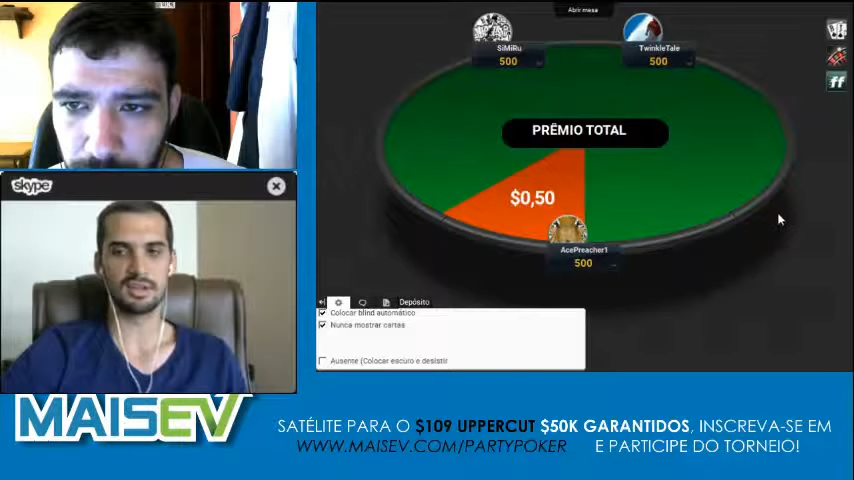 Abrir mesa
SiMiRu
500
TwinkleTale
500
PRÊMIO TOTAL
$0,50
AcePreacher1
500
skype
ff
Depósito
Colocar blind automático
Nunca mostrar cartas
Ausente (Colocar escuro e desistir
MAISEV
SATÉLITE PARA O $109 UPPERCUT $50K GARANTIDOS, INSCREVA-SE EM
WWW.MAISEV.COM/PARTYPOKER E PARTICIPE DO TORNEIO!